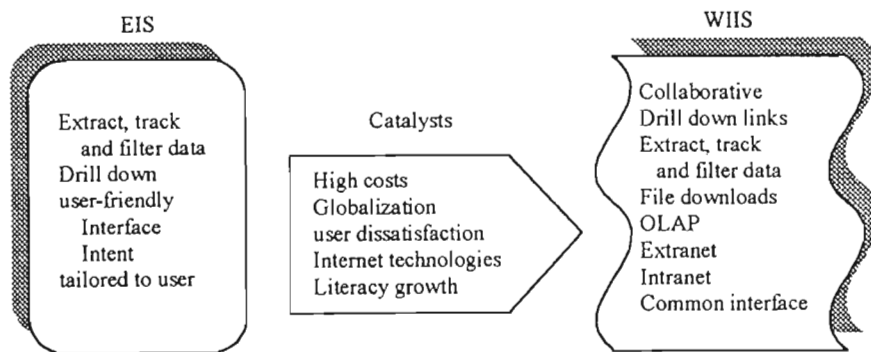 EIS
Extract, track
and filter data
Drill down
user-friendly
Interface
Intent
tailored to user
Catalysts
High costs
Globalization
user dissatisfaction
Internet technologies
Literacy growth
WIIS
Collaborative
Drill down links
Extract, track
and filter data
File downloads
OLAP
Extranet
Intranet
Common interface